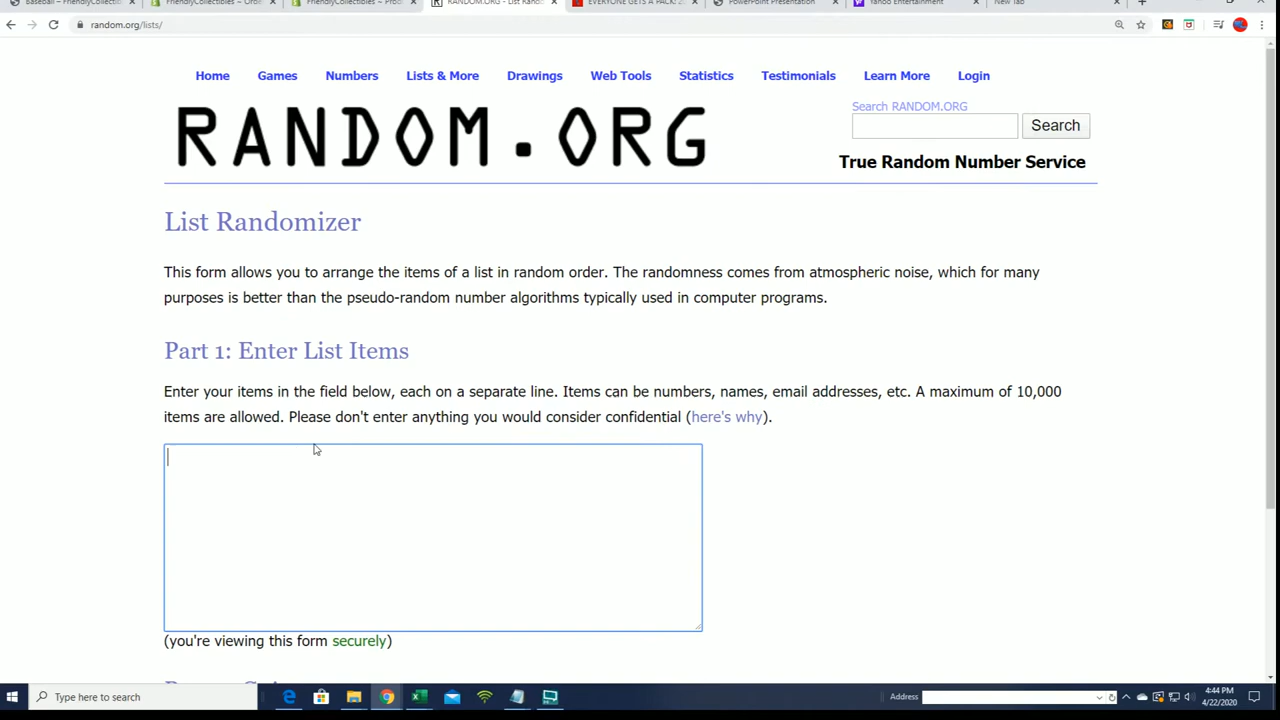 Baseball – FriendlyCollecti
FriendlyCollectibles ~ Orde
FriendlyCollectibles ~ Prod
RANDOM.ORG - List Rando
EVERYONE GETS A PACK! 2
PowerPoint Presentation
Yahoo Entertainment
New Tab
random.org/lists/
Home Games Numbers Lists & More Drawings Web Tools Statistics Testimonials Learn More Login
RANDOM.ORG
Search RANDOM.ORG
Search
True Random Number Service
List Randomizer
This form allows you to arrange the items of a list in random order. The randomness comes from atmospheric noise, which for many
purposes is better than the pseudo-random number algorithms typically used in computer programs.
Part 1: Enter List Items
Enter your items in the field below, each on a separate line. Items can be numbers, names, email addresses, etc. A maximum of 10,000
items are allowed. Please don't enter anything you would consider confidential (here's why).
(you're viewing this form securely)
Type here to search
Address
4:44 PM
4/22/2020